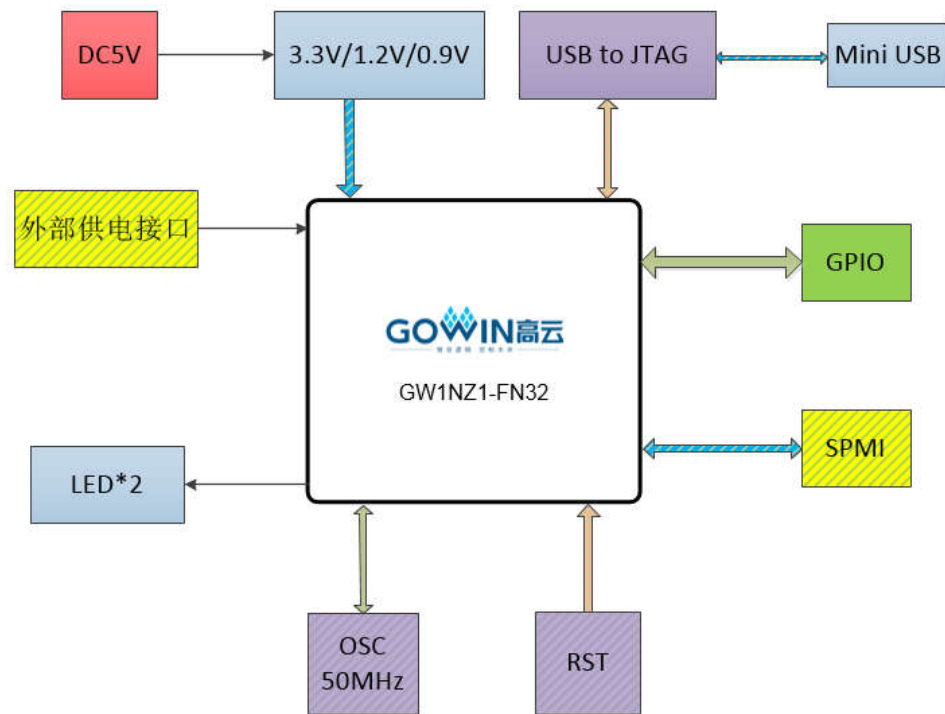 DC5V
3.3V/1.2V/0.9V
USB to JTAG
Mini USB
外部供电接口
GPIO
GOWIN高云
GW1NZ1-FN32
SPMI
LED*2
OSC
50MHz
RST